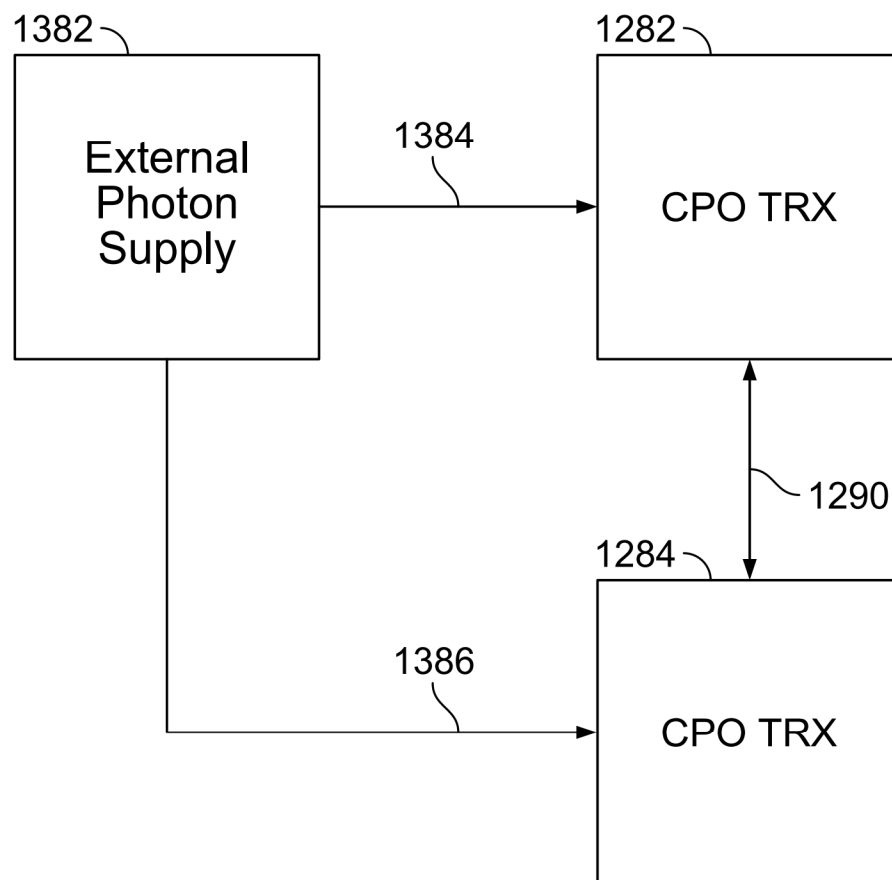 1382
1282
External
Photon
Supply
1384
CPO TRX
1290
1284
1386
CPO TRX